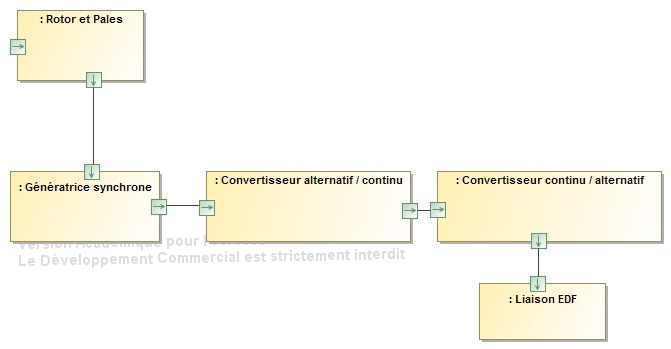 : Rotor et Pales
: Génératrice synchrone
: Convertisseur alternatif / continu
: Convertisseur continu / alternatif
Version Académique pour
Le Développement Commercial est strictement interdit
: Liaison EDF